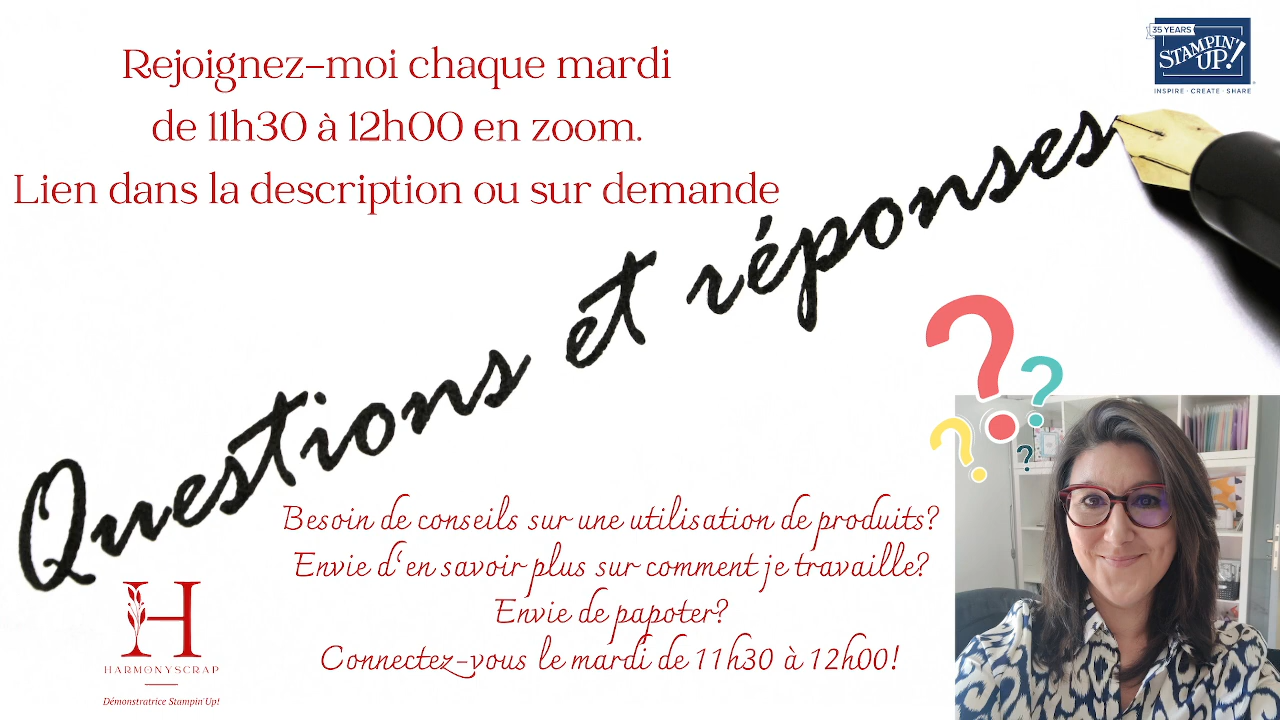 Rejoignez-moi chaque mardi
de 11h30 à 12h00 en zoom.
Lien dans la description ou sur demande
35 YEARS
STAMPIN'
UP!
INSPIRE · CREATE · SHARE
Questions et réponses
Besoin de conseils sur une utilisation de produits?
Envie d'en savoir plus sur comment je travaille?
Envie de papoter?
Connectez-vous le mardi de 11h30 à 12h00!
H
HARMONYSCRAP
Démonstratrice Stampin'Up!